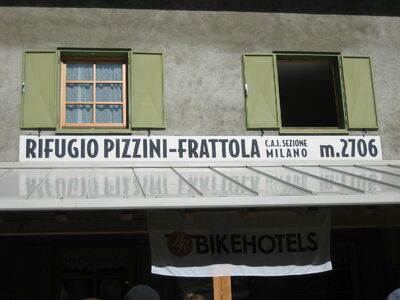 RIFUGIO PIZZINI-FRATTOLA C.A.I. SEZIONE MILANO m.2706
BIKEHOTELS